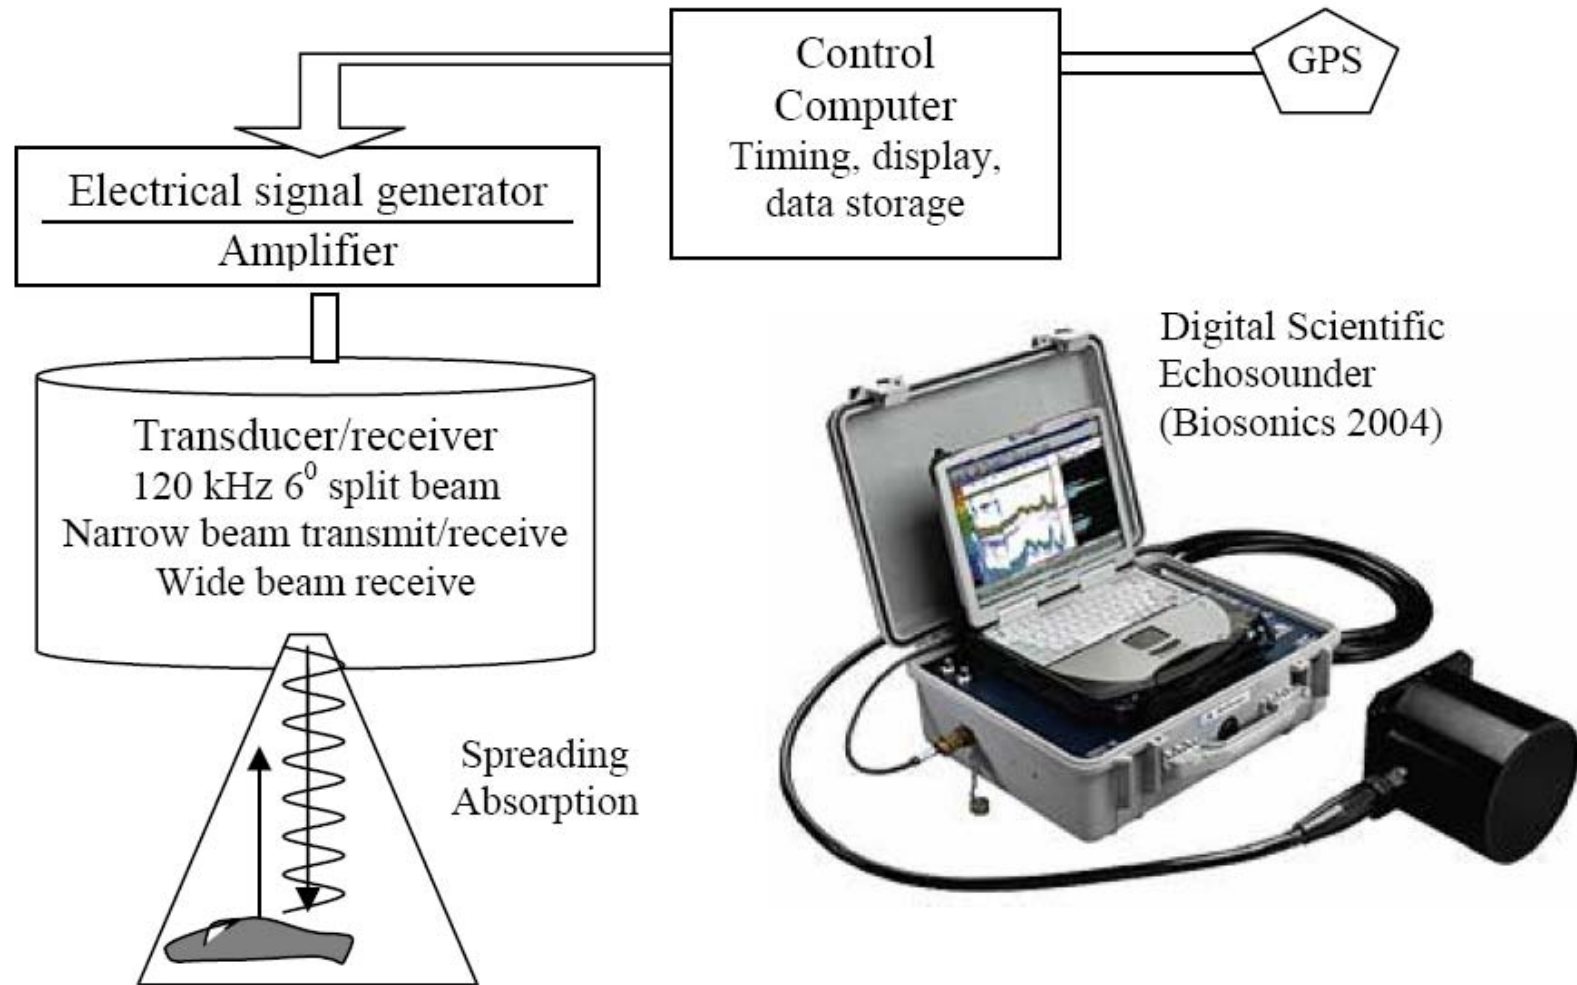 Control
Computer
Timing, display,
data storage
GPS
Electrical signal generator
Amplifier
Transducer/receiver
120 kHz 6⁰ split beam
Narrow beam transmit/receive
Wide beam receive
Spreading
Absorption
Digital Scientific
Echosounder
(Biosonics 2004)